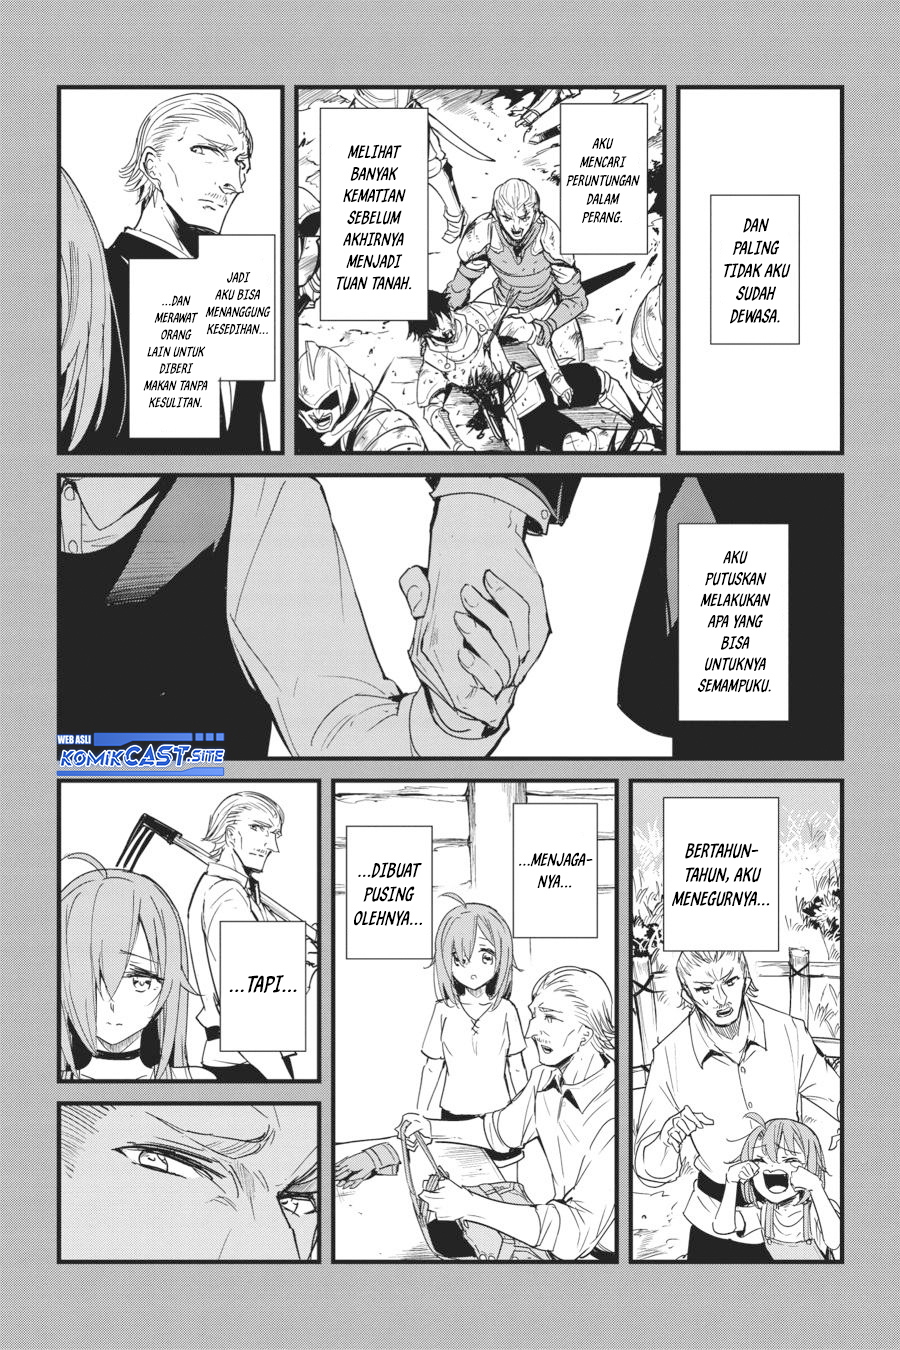 DAN
PALING
TIDAK AKU
SUDAH
DEWASA.
AKU
MENCARI
PERUNTUNGAN
DALAM
PERANG.
MELIHAT
BANYAK
KEMATIAN
SEBELUM
AKHIRNYA
MENJADI
TUAN TANAH.
JADI
AKU BISA
MENANGGUNG
KESEDIHAN...
...DAN
MERAWAT
ORANG
LAIN UNTUK
DIBERI
MAKAN TANPA
KESULITAN.
AKU
PUTUSKAN
MELAKUKAN
APA YANG
BISA
UNTUKNYA
SEMAMPUKU.
WEB ASLI
KOMIKCAST.SITE
BERTAHUN-
TAHUN, AKU
MENEGURNYA...
...MENJAGA-
NYA...
...DIBUAT
PUSING
OLEHNYA...
...TAPI...